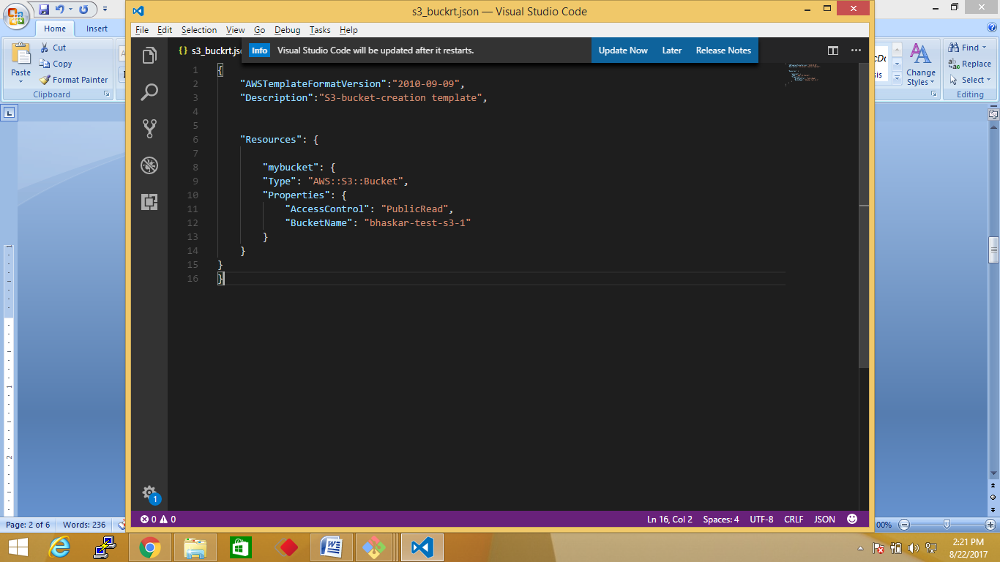 s3_buckrt.json — Visual Studio Code
File Edit Selection View Go Debug Tasks Help
Home Insert
Cut
Copy
Format Painter
Paste
Clipboard
{ } s3_buckrt.js
Info Visual Studio Code will be updated after it restarts. Update Now Later Release Notes
1 {
2 "AWSTemplateFormatVersion":"2010-09-09",
3 "Description":"S3-bucket-creation template",
4
5
6 "Resources": {
7
8 "mybucket": {
9 "Type": "AWS::S3::Bucket",
10 "Properties": {
11 "AccessControl": "PublicRead",
12 "BucketName": "bhaskar-test-s3-1"
13 }
14 }
15 }
16 }
Change
Styles
Find
Replace
Select
Editing
1
2
1
0 0 Ln 16, Col 2 Spaces: 4 UTF-8 CRLF JSON
Page: 2 of 6 Words: 236
00%
2:21 PM
8/22/2017